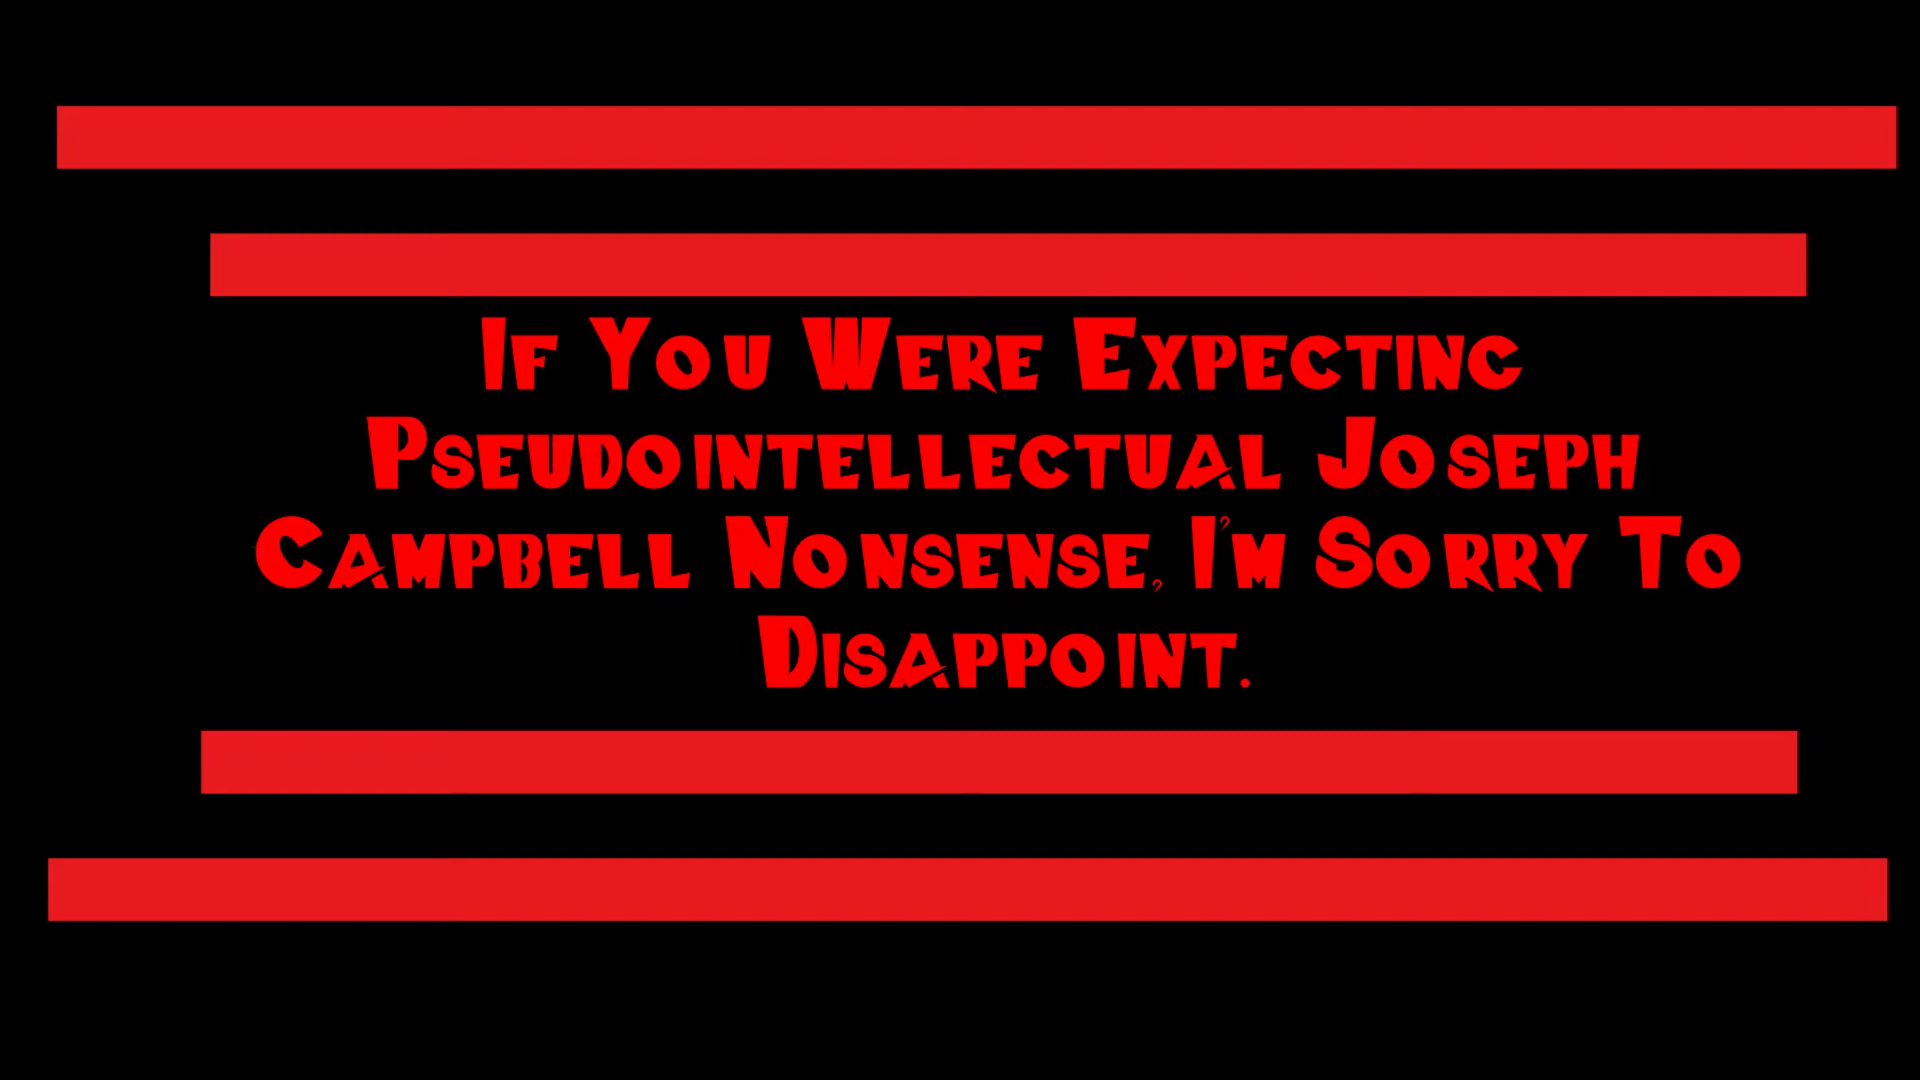 If You Were Expecting
Pseudointellectual Joseph
Campbell Nonsense, I'm Sorry To
Disappoint.